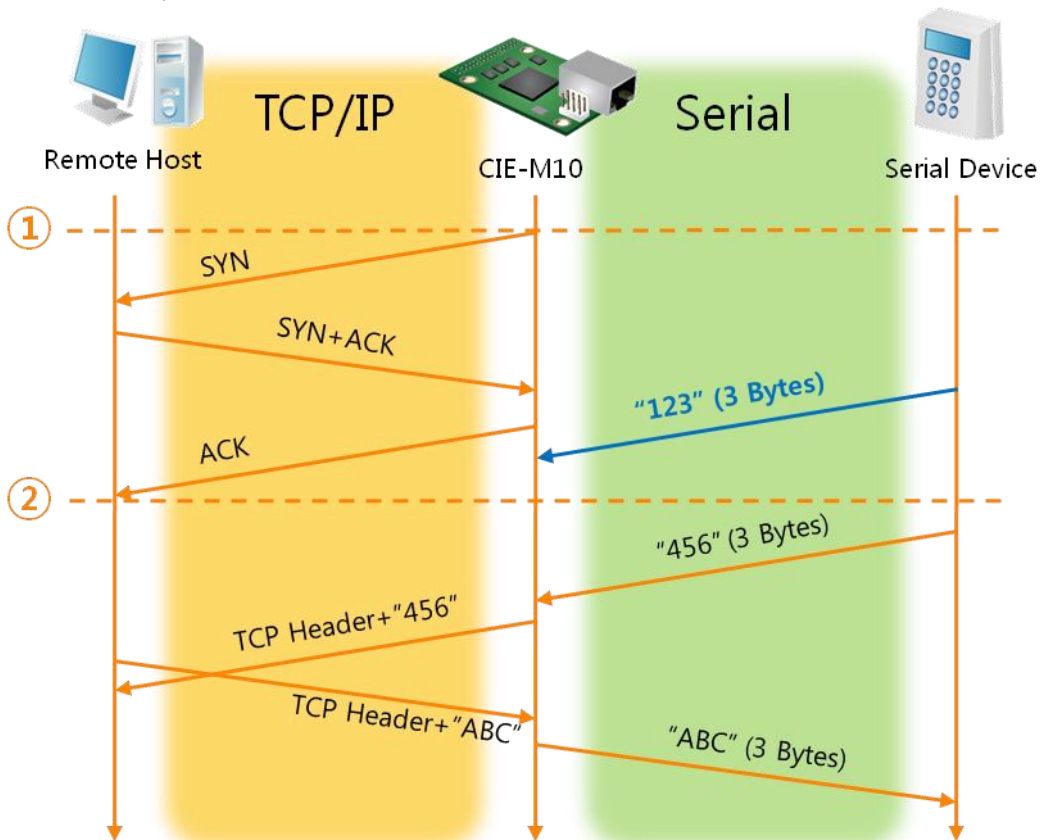 TCP/IP
Serial
Remote Host
CIE-M10
Serial Device
①
SYN
SYN+ACK
"123" (3 Bytes)
ACK
②
"456" (3 Bytes)
TCP Header+"456"
TCP Header+"ABC"
"ABC" (3 Bytes)